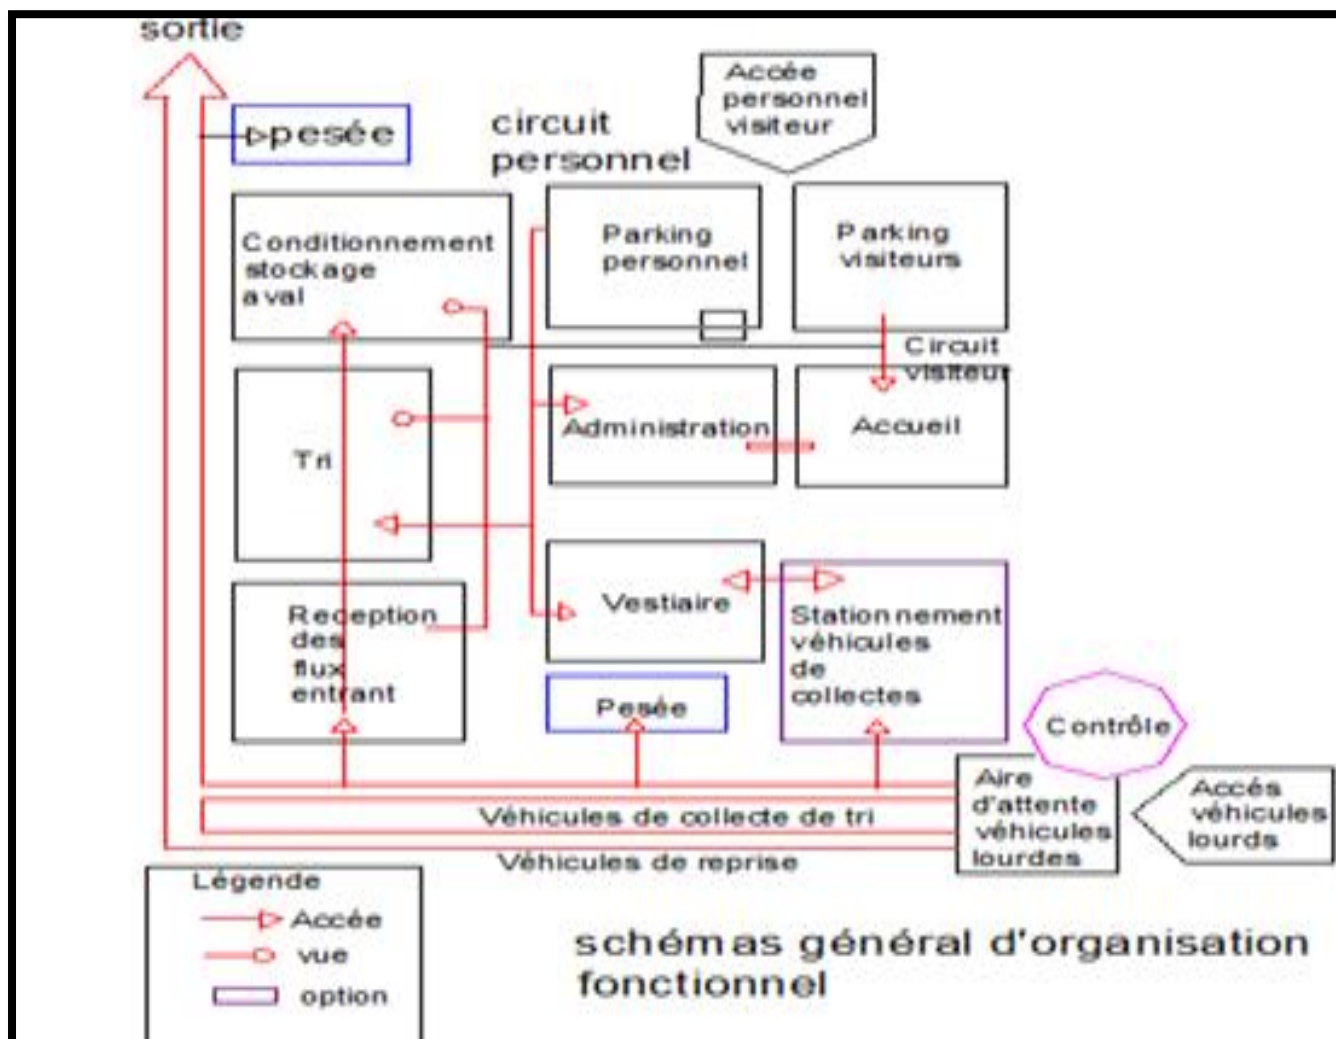 sortie
pesée
circuit
personnel
Accée
personnel
visiteur
Conditionnement
stockage
aval
Parking
personnel
Parking
visiteurs
Circuit
visiteur
Tri
Administration
Accueil
Reception
des
flux
entrant
Vestiaire
Stationnement
véhicules
de
collectes
Pesée
Contrôle
Aire
d'attente
véhicules
lourdes
Accés
véhicules
lourds
Véhicules de collecte de tri
Véhicules de reprise
Légende
Accée
vue
option
schémas général d'organisation
fonctionnel